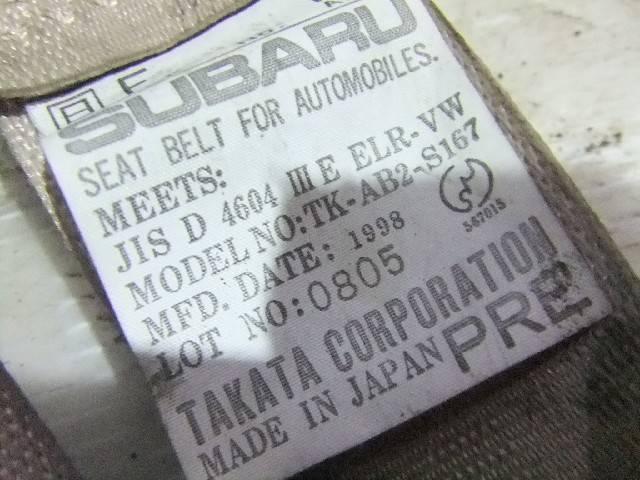 SUBARU
SEAT BELT FOR AUTOMOBILES.
MEETS:
JIS D 4604 III E ELR-VW
MODEL NO:TK-AB2-S167
MFD. DATE: 1998
LOT NO:0805
TAKATA CORPORATION
MADE IN JAPAN PRE